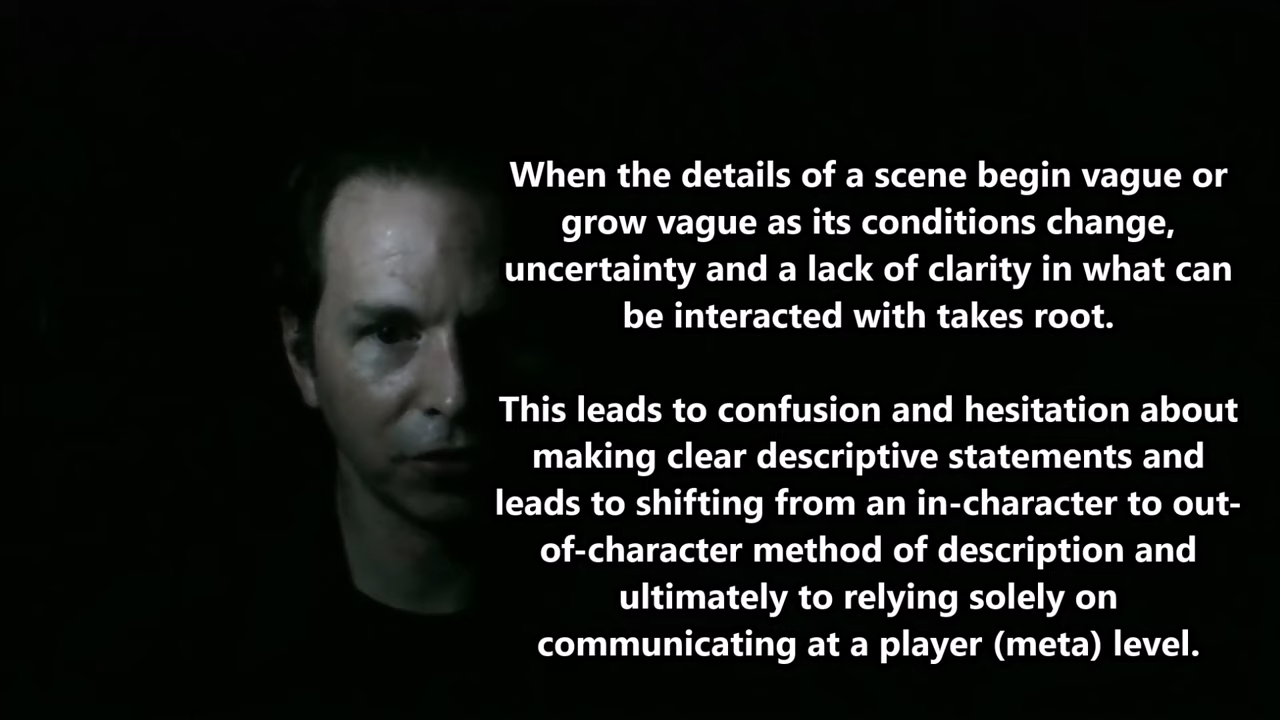 When the details of a scene begin vague or
grow vague as its conditions change,
uncertainty and a lack of clarity in what can
be interacted with takes root.
This leads to confusion and hesitation about
making clear descriptive statements and
leads to shifting from an in-character to out-
of-character method of description and
ultimately to relying solely on
communicating at a player (meta) level.